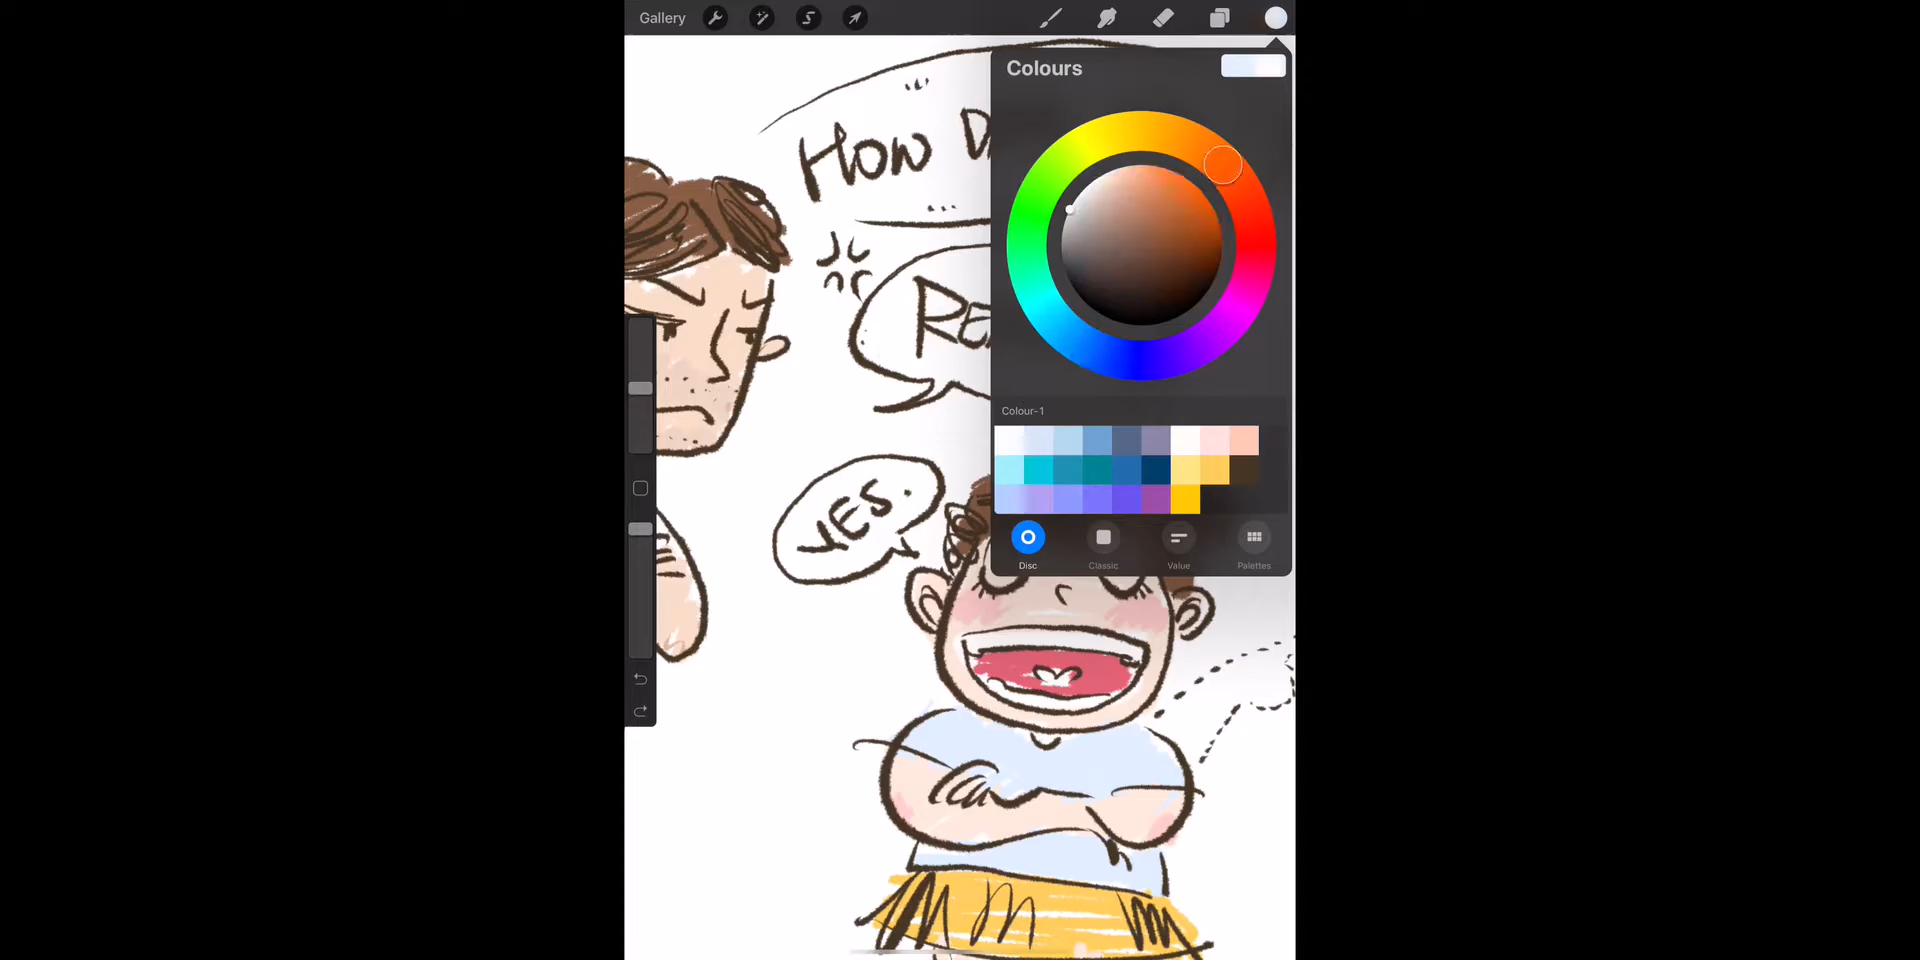 Gallery
Colours
How D
RE
YES.
Colour-1
Disc
Classic
Value
Palettes